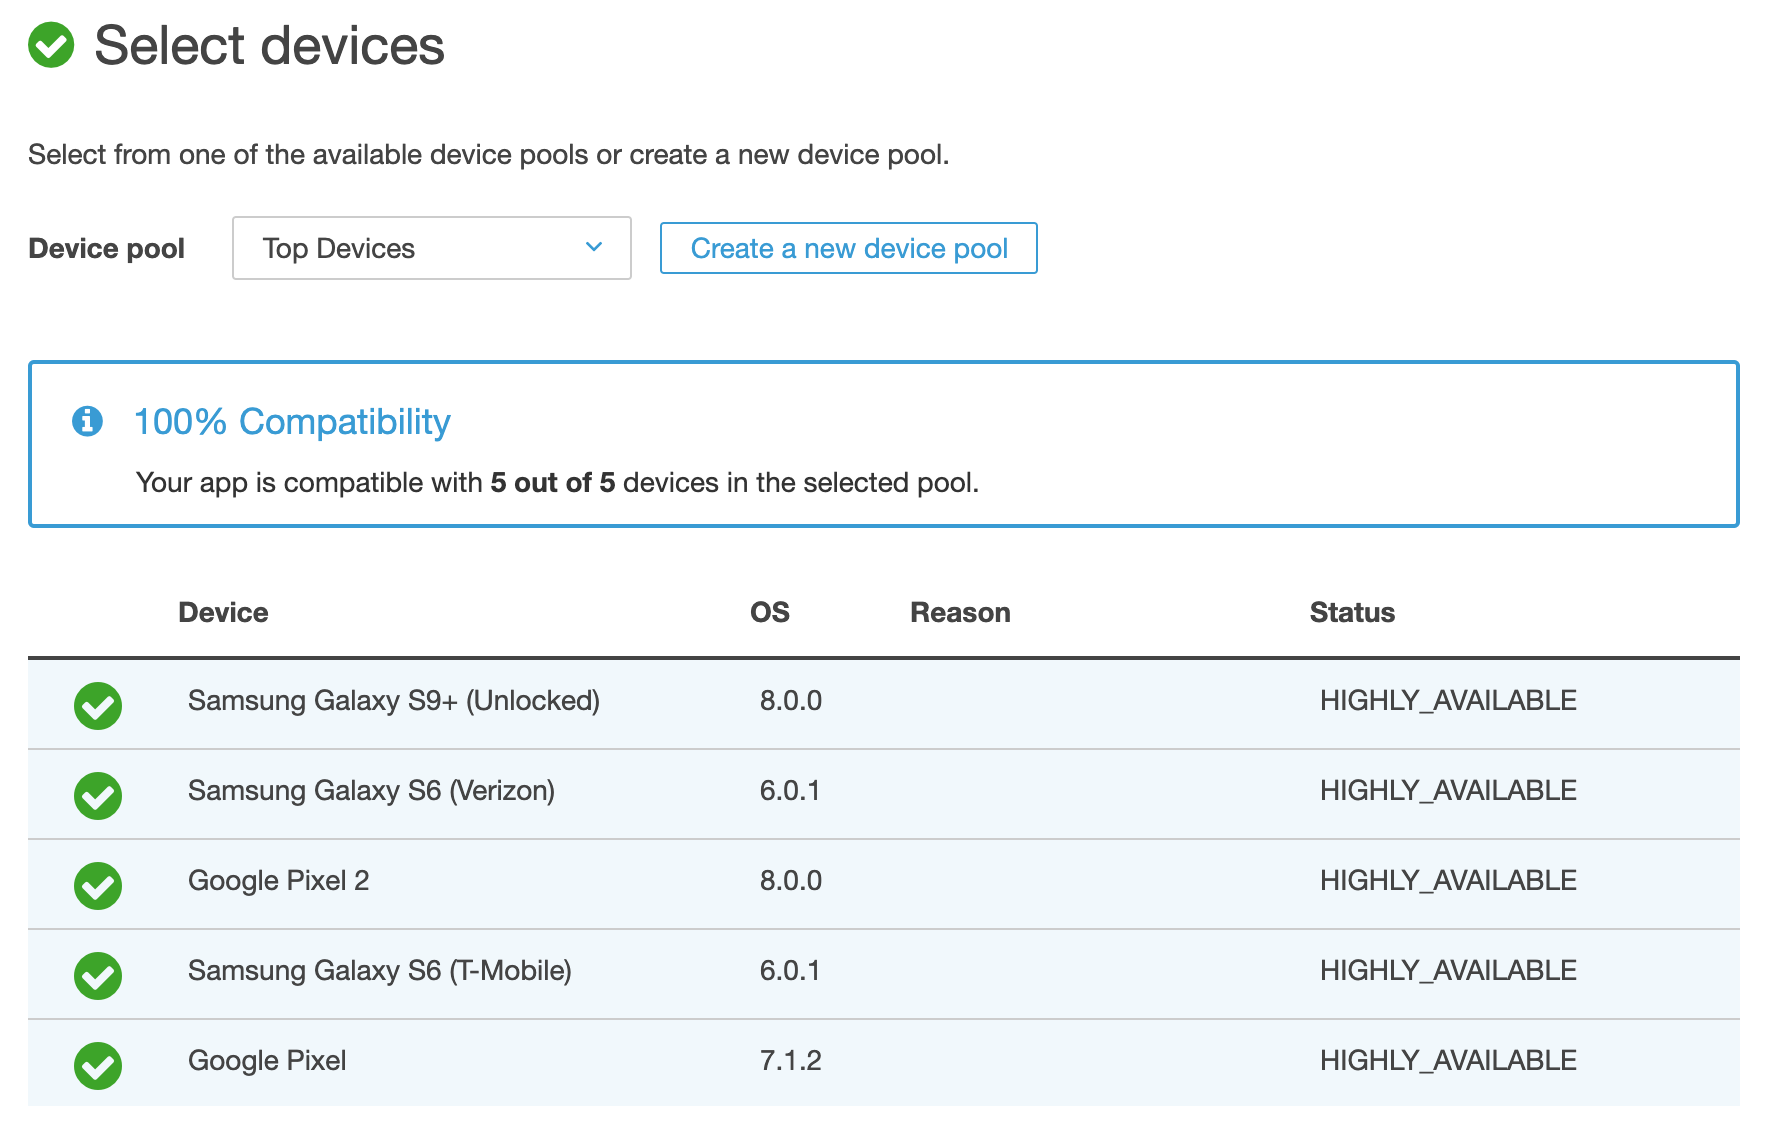 Select devices
Select from one of the available device pools or create a new device pool.
Device pool Top Devices Create a new device pool
100% Compatibility
Your app is compatible with 5 out of 5 devices in the selected pool.
Device OS Reason Status
Samsung Galaxy S9+ (Unlocked) 8.0.0 HIGHLY_AVAILABLE
Samsung Galaxy S6 (Verizon) 6.0.1 HIGHLY_AVAILABLE
Google Pixel 2 8.0.0 HIGHLY_AVAILABLE
Samsung Galaxy S6 (T-Mobile) 6.0.1 HIGHLY_AVAILABLE
Google Pixel 7.1.2 HIGHLY_AVAILABLE